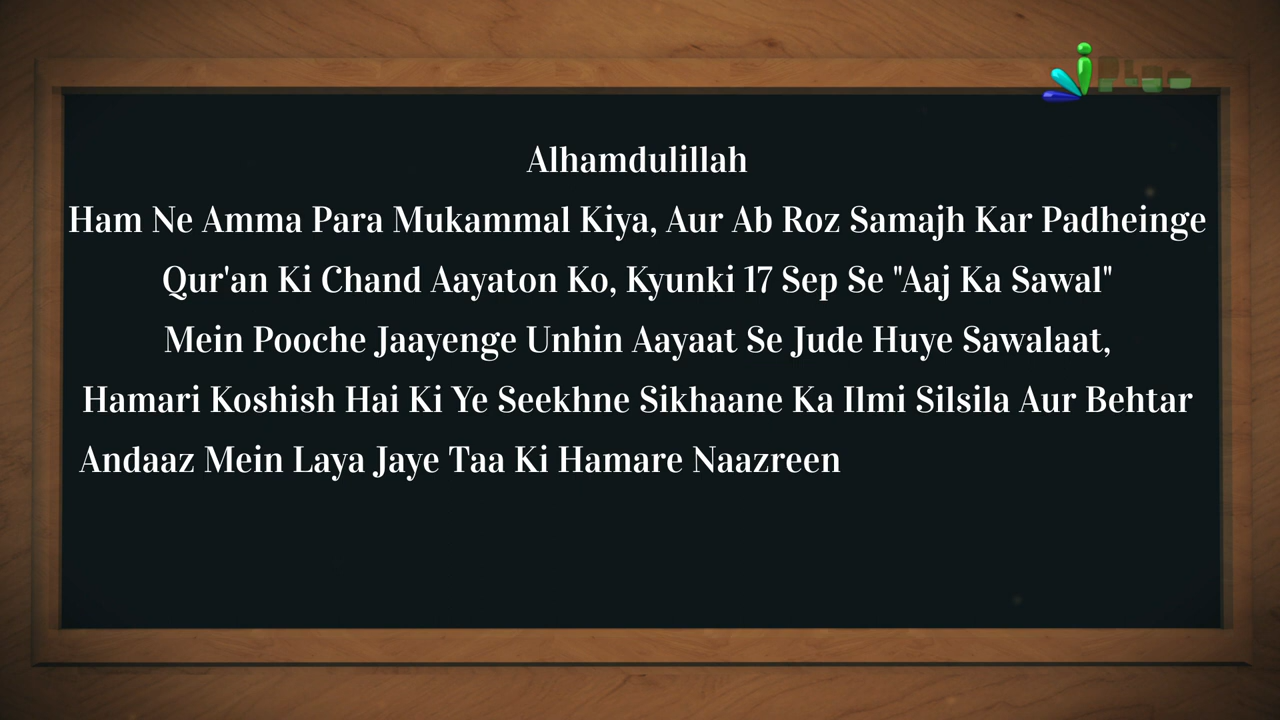 Alhamdulillah
Ham Ne Amma Para Mukammal Kiya, Aur Ab Roz Samajh Kar Padheinge
Qur'an Ki Chand Aayaton Ko, Kyunki 17 Sep Se "Aaj Ka Sawal"
Mein Pooche Jaayenge Unhin Aayaat Se Jude Huye Sawalaat,
Hamari Koshish Hai Ki Ye Seekhne Sikhaane Ka Ilmi Silsila Aur Behtar
Andaaz Mein Laya Jaye Taa Ki Hamare Naazreen